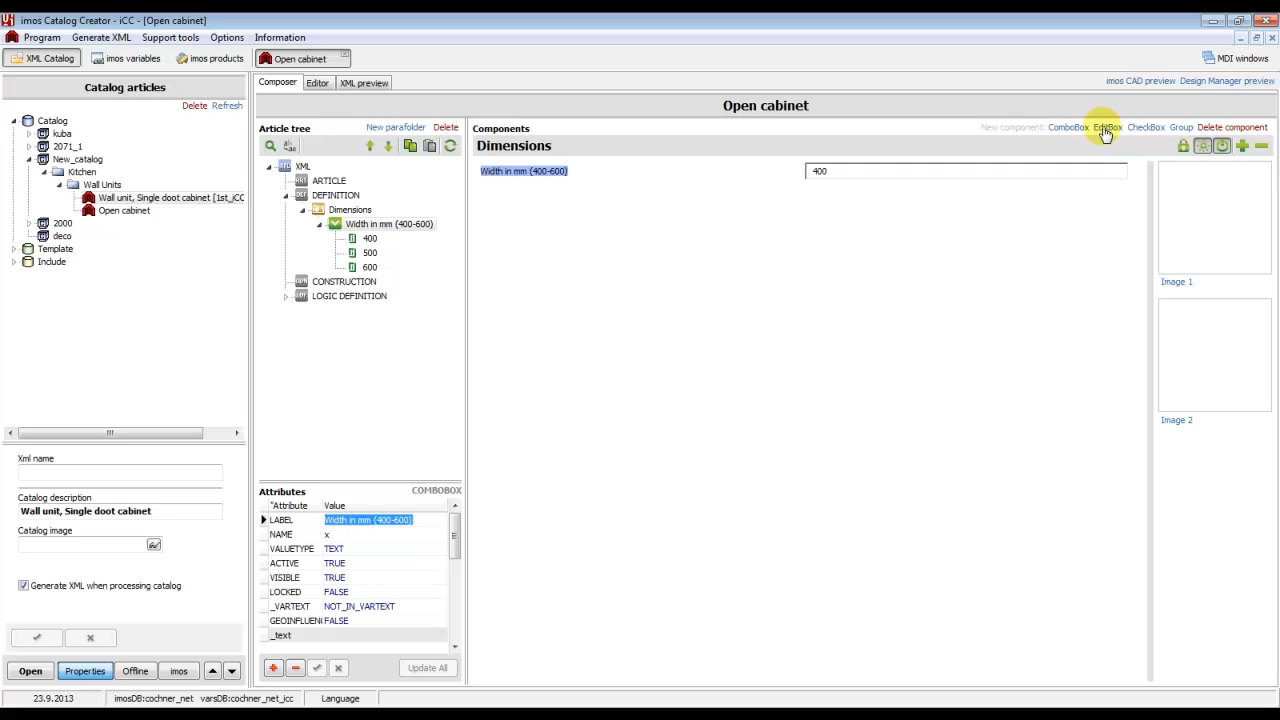 imos Catalog Creator - iCC - [Open cabinet]
Program Generate XML Support tools Options Information
XML Catalog imos variables imos products Open cabinet MDI windows
Catalog articles
Delete Refresh
Catalog
kuba
2071_1
New_catalog
Kitchen
Wall Units
Wall unit, Single doot cabinet [1st_iCC
Open cabinet
2000
deco
Template
Include
Xml name
Catalog description
Wall unit, Single doot cabinet
Catalog image
Generate XML when processing catalog
Open Properties Offline imos
Composer Editor XML preview
imos CAD preview Design Manager preview
Open cabinet
Article tree New parafolder Delete
XML
ARTICLE
DEFINITION
Dimensions
Width in mm (400-600)
400
500
600
CONSTRUCTION
LOGIC DEFINITION
Attributes COMBOBOX
*Attribute Value
LABEL Width in mm (400-600)
NAME x
VALUETYPE TEXT
ACTIVE TRUE
VISIBLE TRUE
LOCKED FALSE
_VARTEXT NOT_IN_VARTEXT
GEOINFLUEN FALSE
_text
Update All
Components New component: ComboBox EditBox CheckBox Group Delete component
Dimensions
Width in mm (400-600) 400
Image 1
Image 2
23.9.2013 imosDB:cochner_net varsDB:cochner_net_icc Language